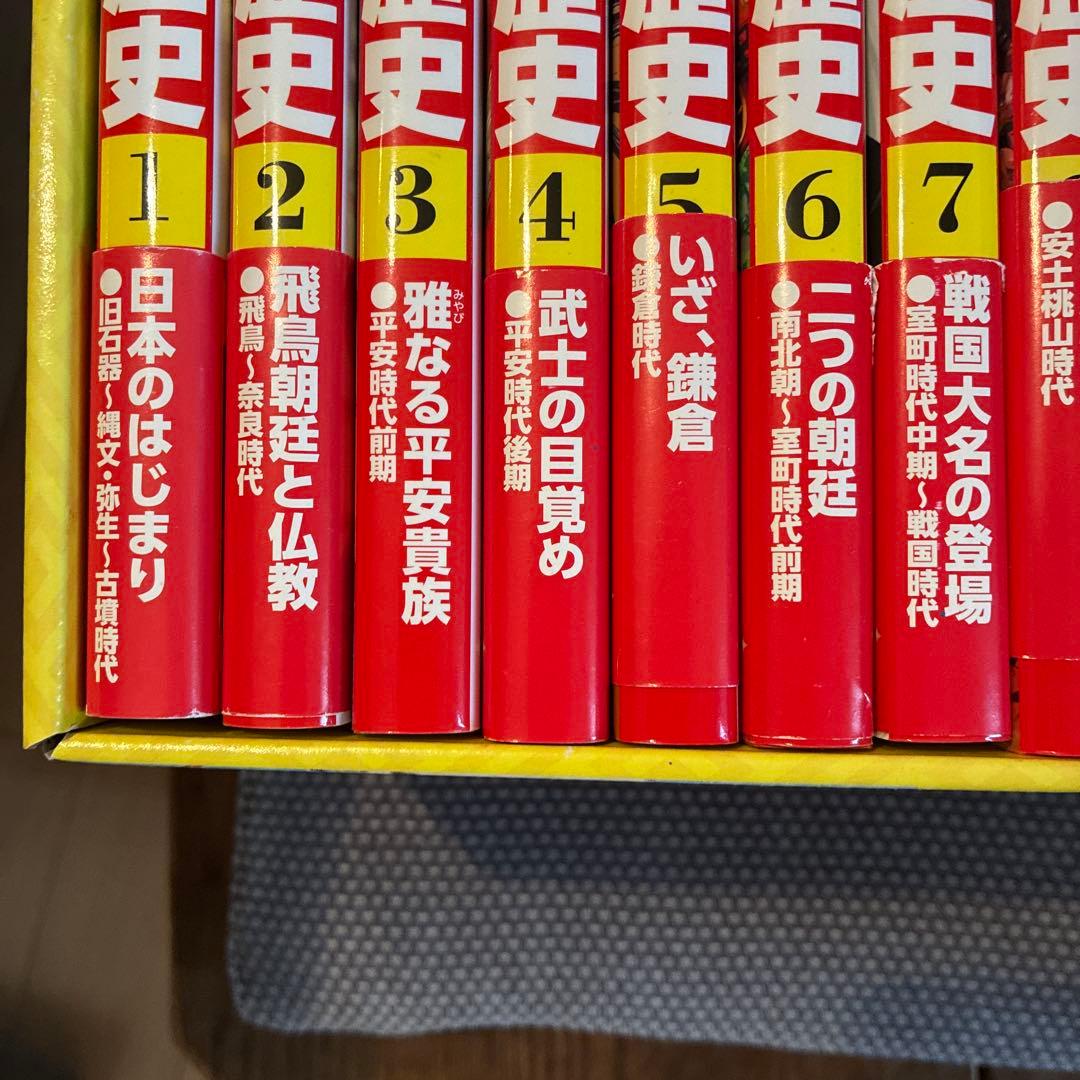 歴史
1
日本のはじまり
●旧石器〜縄文・弥生〜古墳時代
歴史
2
飛鳥朝廷と仏教
●飛鳥〜奈良時代
歴史
3
雅なる平安貴族
みやび
●平安時代前期
歴史
4
武士の目覚め
●平安時代後期
歴史
5
いざ、鎌倉
●鎌倉時代
歴史
6
二つの朝廷
●南北朝〜室町時代前期
歴史
7
戦国大名の登場
●室町時代中期〜戦国時代
歴史
●安土桃山時代